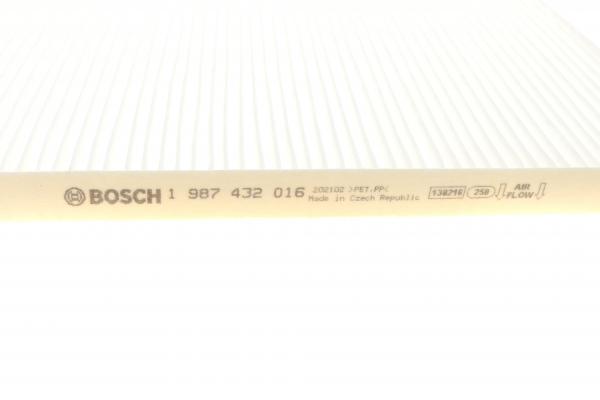 BOSCH 1 987 432 016 202102 >PET.PP< 130216 250 AIR
Made in Czech Republic FLOW